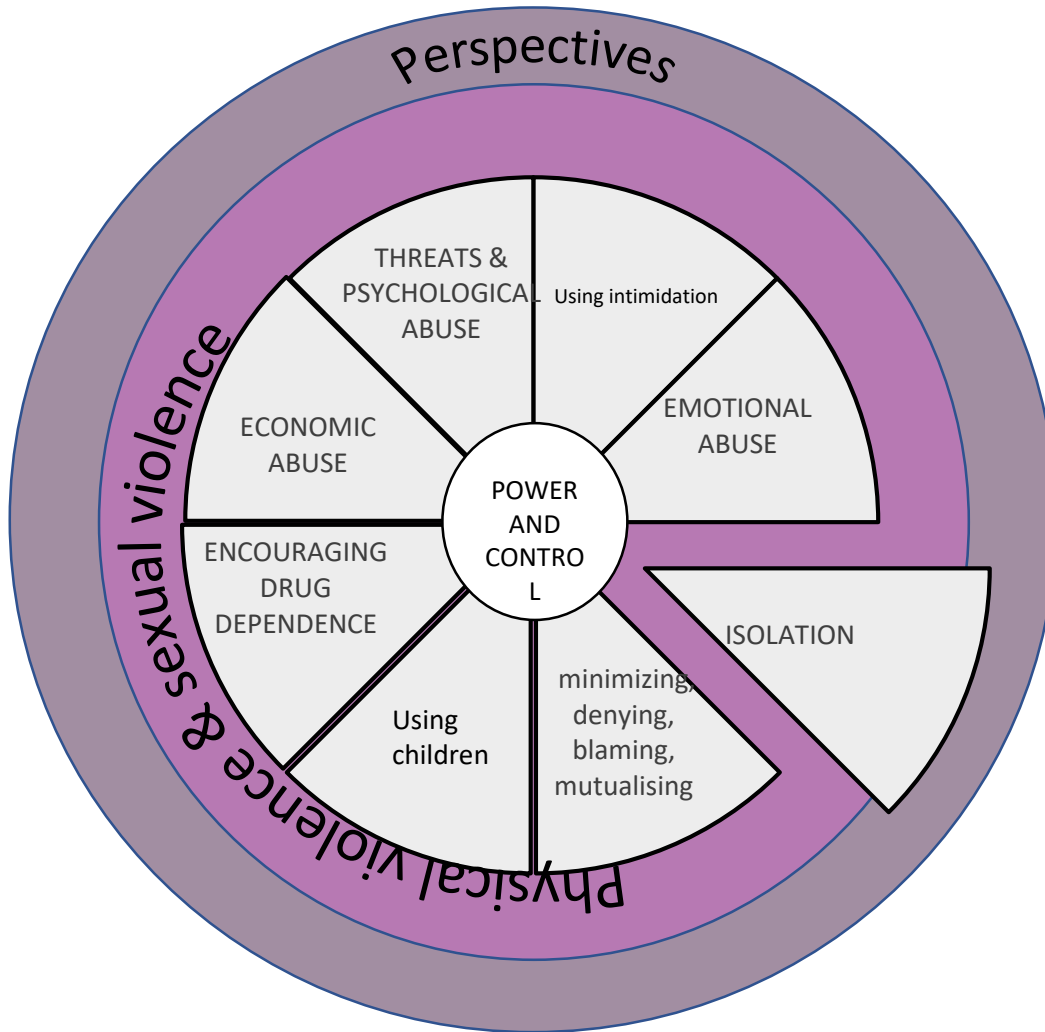 Perspectives
THREATS &
PSYCHOLOGICAL
ABUSE
Using intimidation
ECONOMIC
ABUSE
EMOTIONAL
ABUSE
POWER
AND
CONTRO
L
ENCOURAGING
DRUG
DEPENDENCE
ISOLATION
Using
children
minimizing,
denying,
blaming,
mutualising
Physical violence & sexual violence